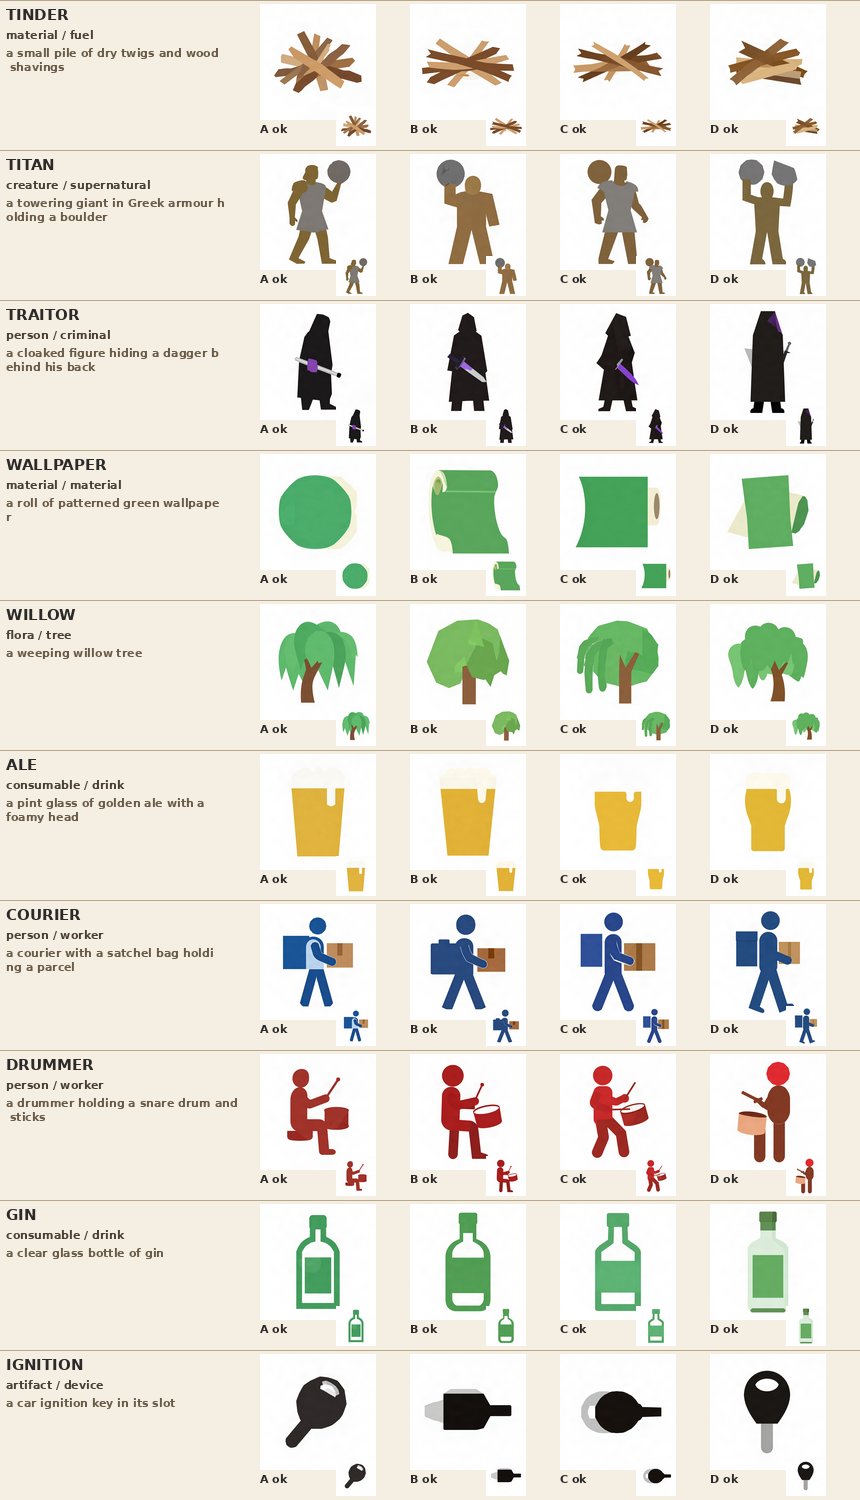 TINDER
material / fuel
a small pile of dry twigs and wood
shavings
A ok
B ok
C ok
D ok
TITAN
creature / supernatural
a towering giant in Greek armour h
olding a boulder
A ok
B ok
C ok
D ok
TRAITOR
person / criminal
a cloaked figure hiding a dagger b
ehind his back
A ok
B ok
C ok
D ok
WALLPAPER
material / material
a roll of patterned green wallpape
r
A ok
B ok
C ok
D ok
WILLOW
flora / tree
a weeping willow tree
A ok
B ok
C ok
D ok
ALE
consumable / drink
a pint glass of golden ale with a
foamy head
A ok
B ok
C ok
D ok
COURIER
person / worker
a courier with a satchel bag holdi
ng a parcel
A ok
B ok
C ok
D ok
DRUMMER
person / worker
a drummer holding a snare drum and
sticks
A ok
B ok
C ok
D ok
GIN
consumable / drink
a clear glass bottle of gin
A ok
B ok
C ok
D ok
IGNITION
artifact / device
a car ignition key in its slot
A ok
B ok
C ok
D ok